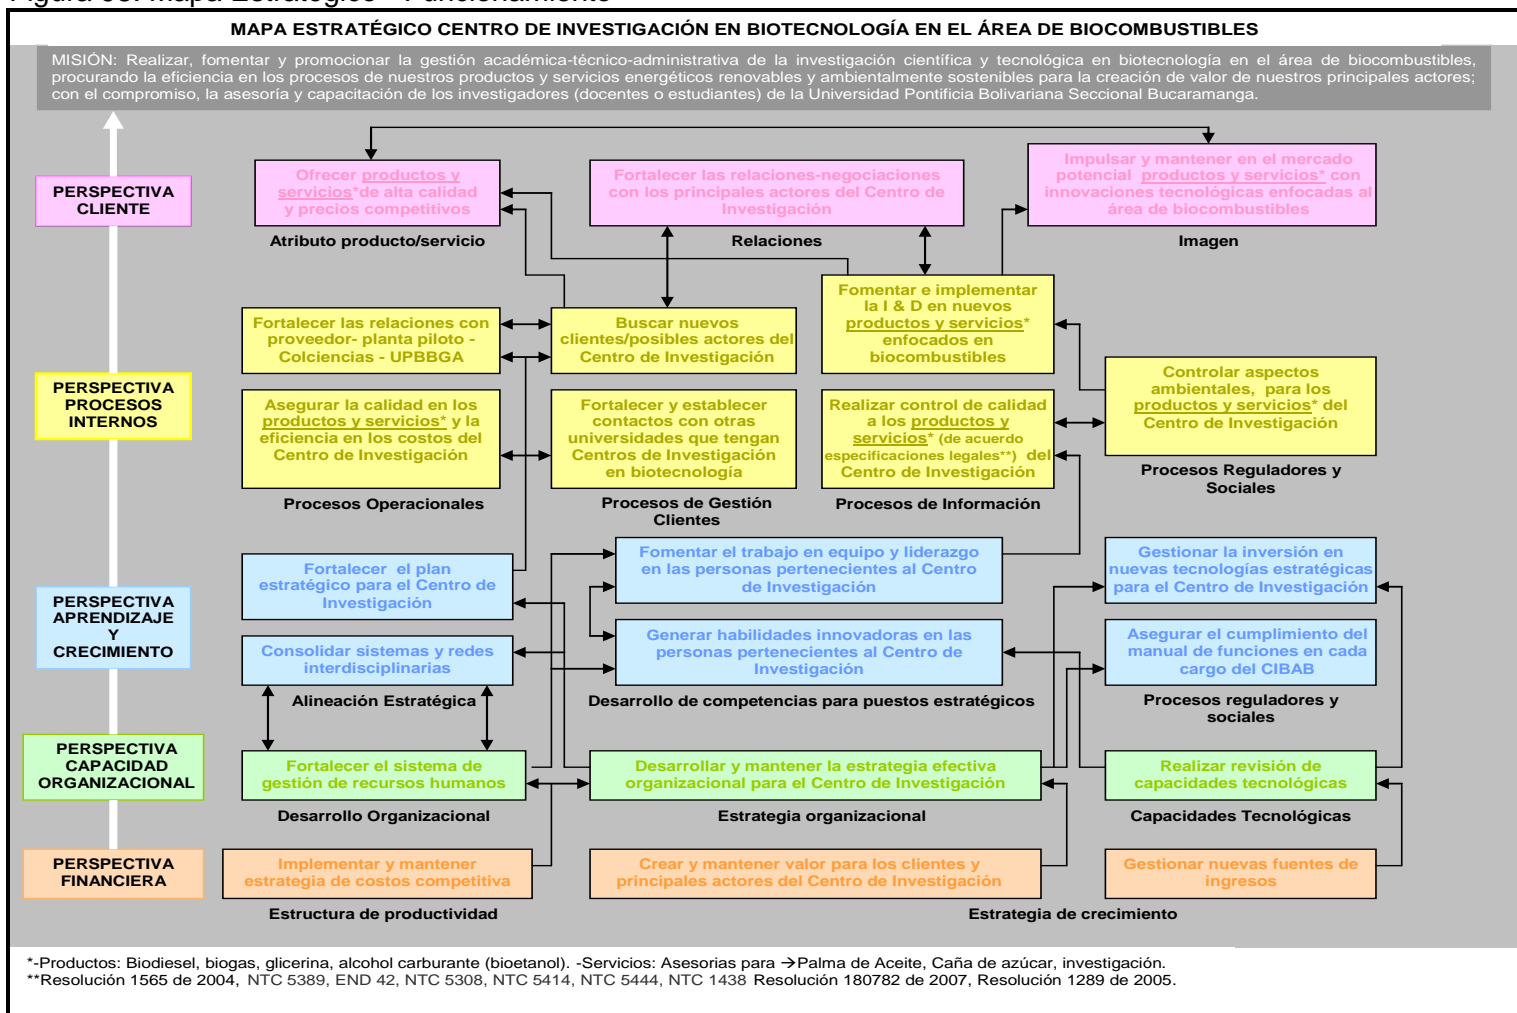 MAPA ESTRATÉGICO CENTRO DE INVESTIGACIÓN EN BIOTECNOLOGÍA EN EL ÁREA DE BIOCOMBUSTIBLES
MISIÓN: Realizar, fomentar y promocionar la gestión académica-técnico-administrativa de la investigación científica y tecnológica en biotecnología en el área de biocombustibles,
procurando la eficiencia en los procesos de nuestros productos y servicios energéticos renovables y ambientalmente sostenibles para la creación de valor de nuestros principales actores;
con el compromiso, la asesoría y capacitación de los investigadores (docentes o estudiantes) de la Universidad Pontificia Bolivariana Seccional Bucaramanga.
PERSPECTIVA
CLIENTE
Ofrecer productos y
servicios*de alta calidad
y precios competitivos
Atributo producto/servicio
Fortalecer las relaciones-negociaciones
con los principales actores del Centro de
Investigación
Relaciones
Impulsar y mantener en el mercado
potencial productos y servicios* con
innovaciones tecnológicas enfocadas al
área de biocombustibles
Imagen
PERSPECTIVA
PROCESOS
INTERNOS
Fortalecer las relaciones con
proveedor- planta piloto -
Colciencias - UPBBGA
Buscar nuevos
clientes/posibles actores del
Centro de Investigación
Fomentar e implementar
la I & D en nuevos
productos y servicios*
enfocados en
biocombustibles
Controlar aspectos
ambientales, para los
productos y servicios* del
Centro de Investigación
Asegurar la calidad en los
productos y servicios* y la
eficiencia en los costos del
Centro de Investigación
Fortalecer y establecer
contactos con otras
universidades que tengan
Centros de Investigación
en biotecnología
Realizar control de calidad
a los productos y
servicios* (de acuerdo
especificaciones legales**) del
Centro de Investigación
Procesos Operacionales
Procesos de Gestión
Clientes
Procesos de Información
Procesos Reguladores y
Sociales
PERSPECTIVA
APRENDIZAJE
Y
CRECIMIENTO
Fortalecer el plan
estratégico para el Centro de
Investigación
Fomentar el trabajo en equipo y liderazgo
en las personas pertenecientes al Centro
de Investigación
Gestionar la inversión en
nuevas tecnologías estratégicas
para el Centro de Investigación
Consolidar sistemas y redes
interdisciplinarias
Generar habilidades innovadoras en las
personas pertenecientes al Centro de
Investigación
Asegurar el cumplimiento del
manual de funciones en cada
cargo del CIBAB
Alineación Estratégica
Desarrollo de competencias para puestos estratégicos
Procesos reguladores y
sociales
PERSPECTIVA
CAPACIDAD
ORGANIZACIONAL
Fortalecer el sistema de
gestión de recursos humanos
Desarrollar y mantener la estrategia efectiva
organizacional para el Centro de Investigación
Realizar revisión de
capacidades tecnológicas
Desarrollo Organizacional
Estrategia organizacional
Capacidades Tecnológicas
PERSPECTIVA
FINANCIERA
Implementar y mantener
estrategia de costos competitiva
Crear y mantener valor para los clientes y
principales actores del Centro de Investigación
Gestionar nuevas fuentes de
ingresos
Estructura de productividad
Estrategia de crecimiento
*-Productos: Biodiesel, biogas, glicerina, alcohol carburante (bioetanol). -Servicios: Asesorias para →Palma de Aceite, Caña de azúcar, investigación.
**Resolución 1565 de 2004, NTC 5389, END 42, NTC 5308, NTC 5414, NTC 5444, NTC 1438 Resolución 180782 de 2007, Resolución 1289 de 2005.